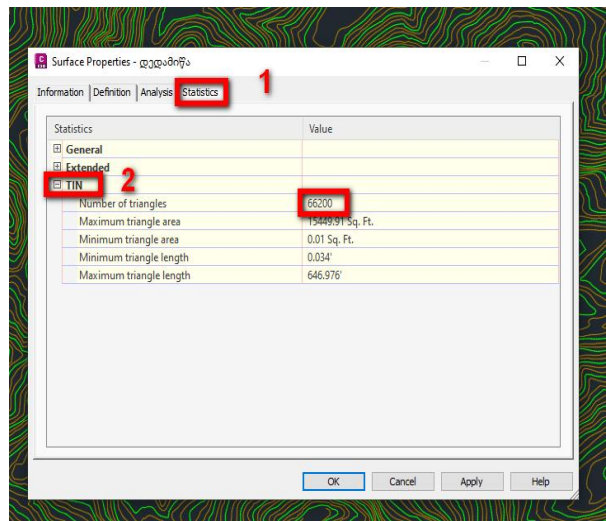 Surface Properties - დედამიწა
1
Information Definition Analysis Statistics
Statistics Value
General
Extended
2
TIN
Number of triangles 66200
Maximum triangle area 15449.91 Sq. Ft.
Minimum triangle area 0.01 Sq. Ft.
Minimum triangle length 0.034'
Maximum triangle length 646.976'
OK Cancel Apply Help